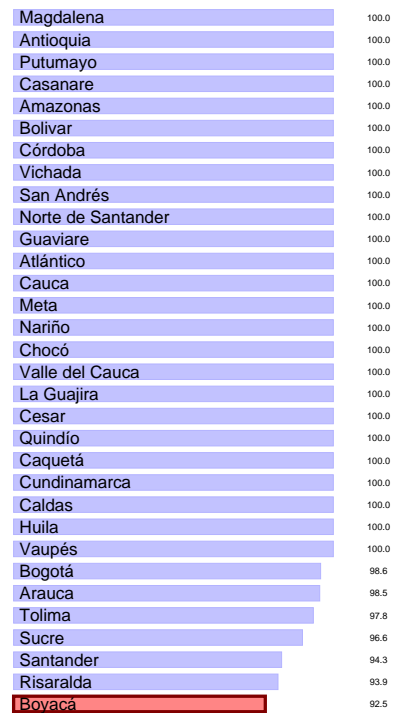 Magdalena 100.0
Antioquia 100.0
Putumayo 100.0
Casanare 100.0
Amazonas 100.0
Bolivar 100.0
Córdoba 100.0
Vichada 100.0
San Andrés 100.0
Norte de Santander 100.0
Guaviare 100.0
Atlántico 100.0
Cauca 100.0
Meta 100.0
Nariño 100.0
Chocó 100.0
Valle del Cauca 100.0
La Guajira 100.0
Cesar 100.0
Quindío 100.0
Caquetá 100.0
Cundinamarca 100.0
Caldas 100.0
Huila 100.0
Vaupés 100.0
Bogotá 98.6
Arauca 98.5
Tolima 97.8
Sucre 96.6
Santander 94.3
Risaralda 93.9
Boyacá 92.5